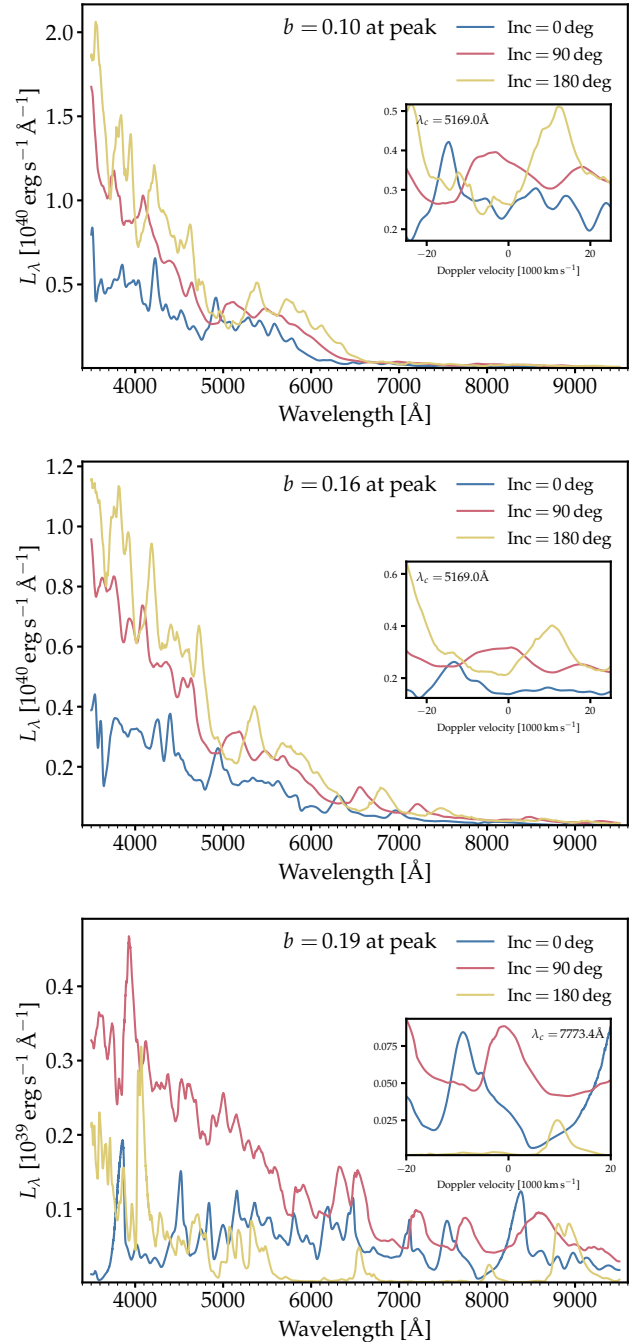 b = 0.10 at peak
Inc = 0 deg
Inc = 90 deg
Inc = 180 deg
2.0
1.5
1.0
0.5
L_λ [10^40 erg s^−1 Å^−1]
λ_c = 5169.0Å
0.5
0.4
0.3
0.2
−20 0 20
Doppler velocity [1000 km s^−1]
4000 5000 6000 7000 8000 9000
Wavelength [Å]
b = 0.16 at peak
Inc = 0 deg
Inc = 90 deg
Inc = 180 deg
1.2
1.0
0.8
0.6
0.4
0.2
L_λ [10^40 erg s^−1 Å^−1]
λ_c = 5169.0Å
0.6
0.4
0.2
−20 0 20
Doppler velocity [1000 km s^−1]
4000 5000 6000 7000 8000 9000
Wavelength [Å]
b = 0.19 at peak
Inc = 0 deg
Inc = 90 deg
Inc = 180 deg
0.4
0.3
0.2
0.1
L_λ [10^39 erg s^−1 Å^−1]
λ_c = 7773.4Å
0.075
0.050
0.025
−20 0 20
Doppler velocity [1000 km s^−1]
4000 5000 6000 7000 8000 9000
Wavelength [Å]